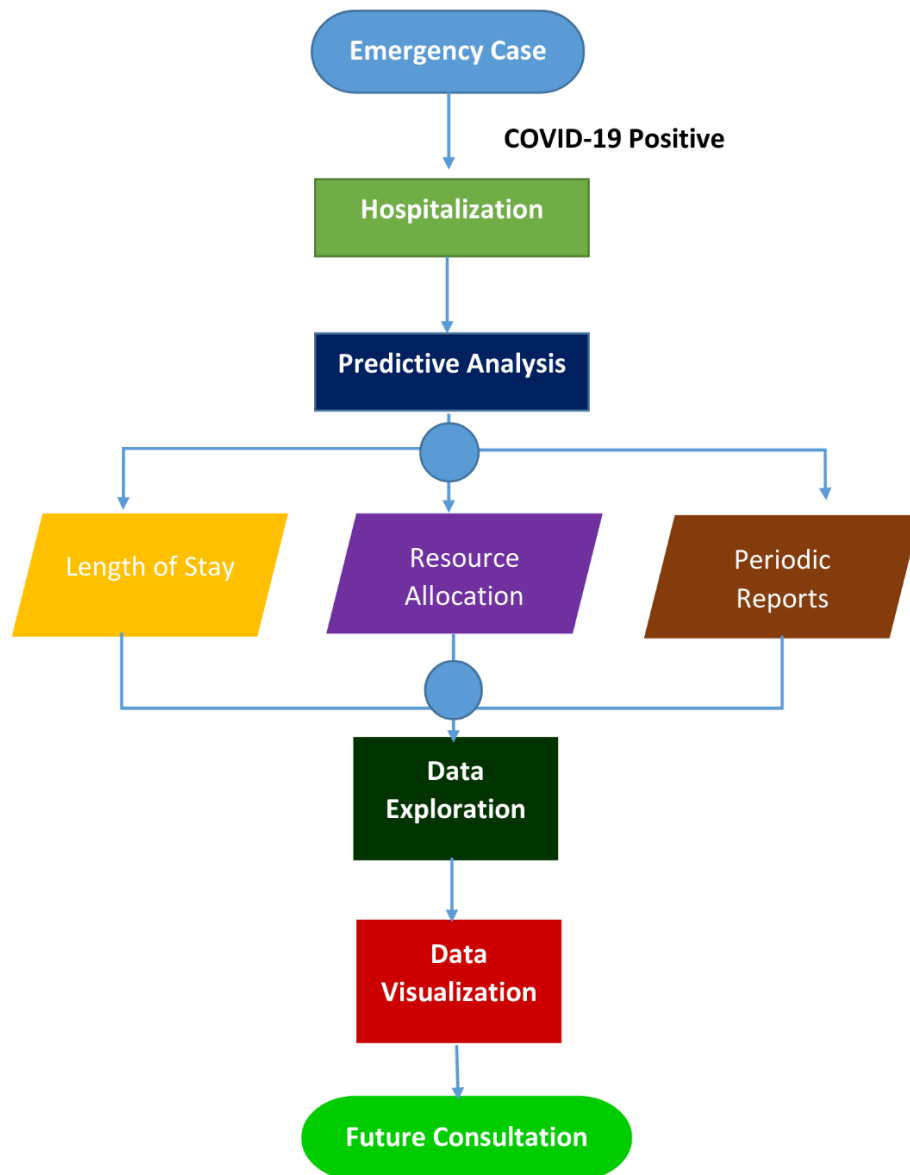 Emergency Case
COVID-19 Positive
Hospitalization
Predictive Analysis
Length of Stay
Resource
Allocation
Periodic
Reports
Data
Exploration
Data
Visualization
Future Consultation